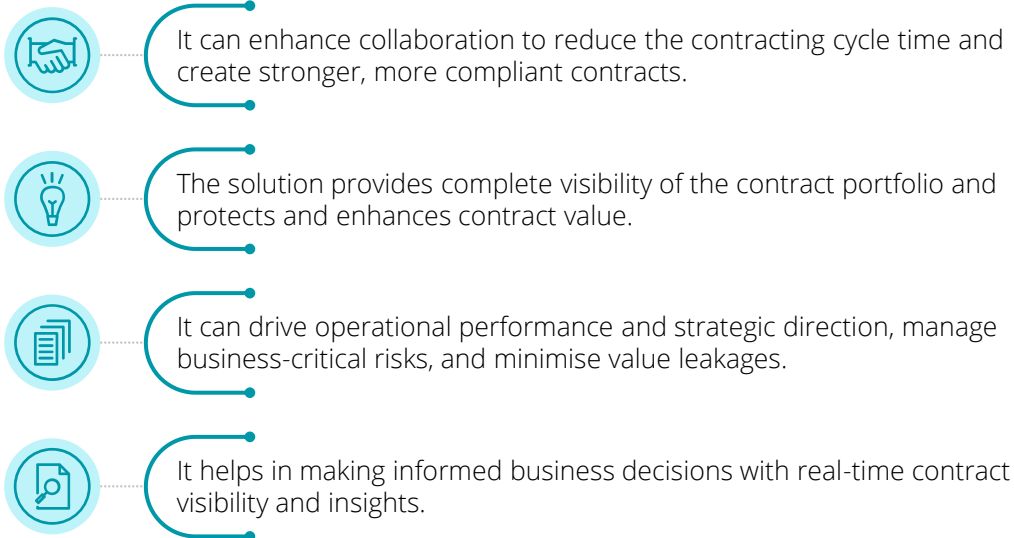 It can enhance collaboration to reduce the contracting cycle time and
create stronger, more compliant contracts.
The solution provides complete visibility of the contract portfolio and
protects and enhances contract value.
It can drive operational performance and strategic direction, manage
business-critical risks, and minimise value leakages.
It helps in making informed business decisions with real-time contract
visibility and insights.